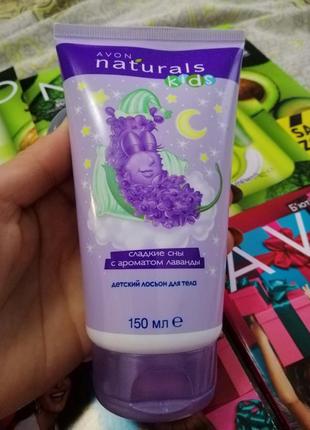 AVON
naturals
kids
сладкие сны
с ароматом лаванды
детский лосьон для тела
150 мл e